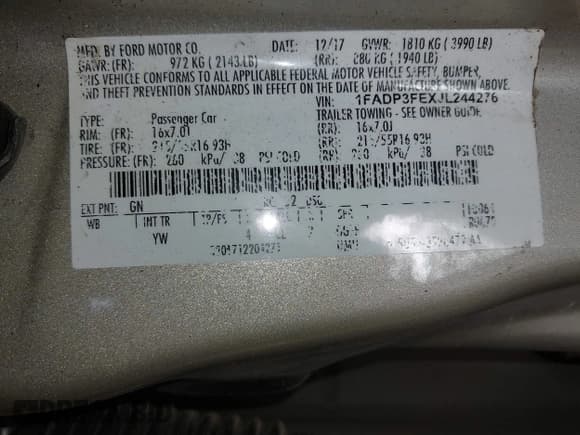 MFD. BY FORD MOTOR CO. DATE: 12/17 GVWR: 1810 KG ( 3990 LB)
GAWR: (FR): 972 KG ( 2143 LB) (RR): 880 KG ( 1940 LB)
THIS VEHICLE CONFORMS TO ALL APPLICABLE FEDERAL MOTOR VEHICLE SAFETY, BUMPER,
AND THEFT PREVENTION STANDARDS IN EFFECT ON THE DATE OF MANUFACTURE SHOWN ABOVE.
VIN: 1FADP3FEXJL244276
TYPE: Passenger Car TRAILER TOWING - SEE OWNER GUIDE
RIM: (FR): 16x7.0J (RR): 16x7.0J
TIRE: (FR): 215/55R16 93H (RR): 215/55R16 93H
PRESSURE: (FR): 260 kPa/ 38 PSI COLD (RR): 260 kPa/ 38 PSI COLD
EXT PNT: GN
WB INT TR
YW